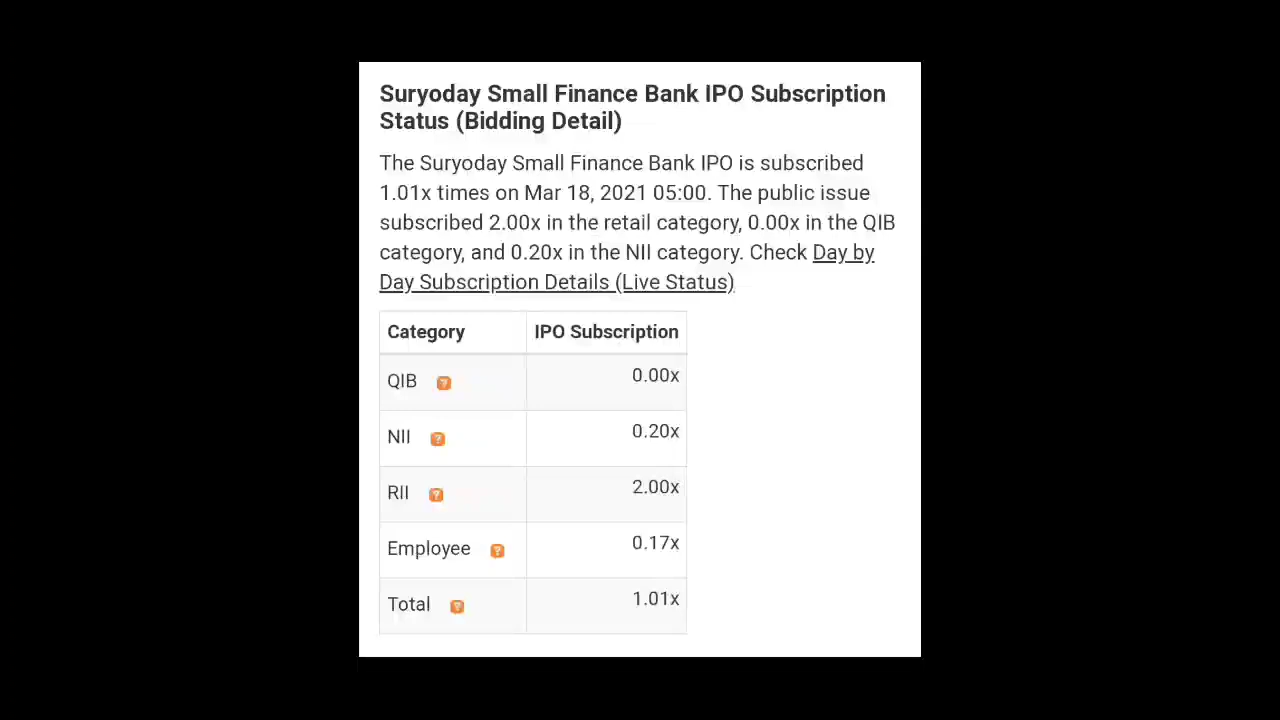 Suryoday Small Finance Bank IPO Subscription
Status (Bidding Detail)
The Suryoday Small Finance Bank IPO is subscribed
1.01x times on Mar 18, 2021 05:00. The public issue
subscribed 2.00x in the retail category, 0.00x in the QIB
category, and 0.20x in the NII category. Check Day by
Day Subscription Details (Live Status)
Category IPO Subscription
QIB ? 0.00x
NII ? 0.20x
RII ? 2.00x
Employee ? 0.17x
Total ? 1.01x